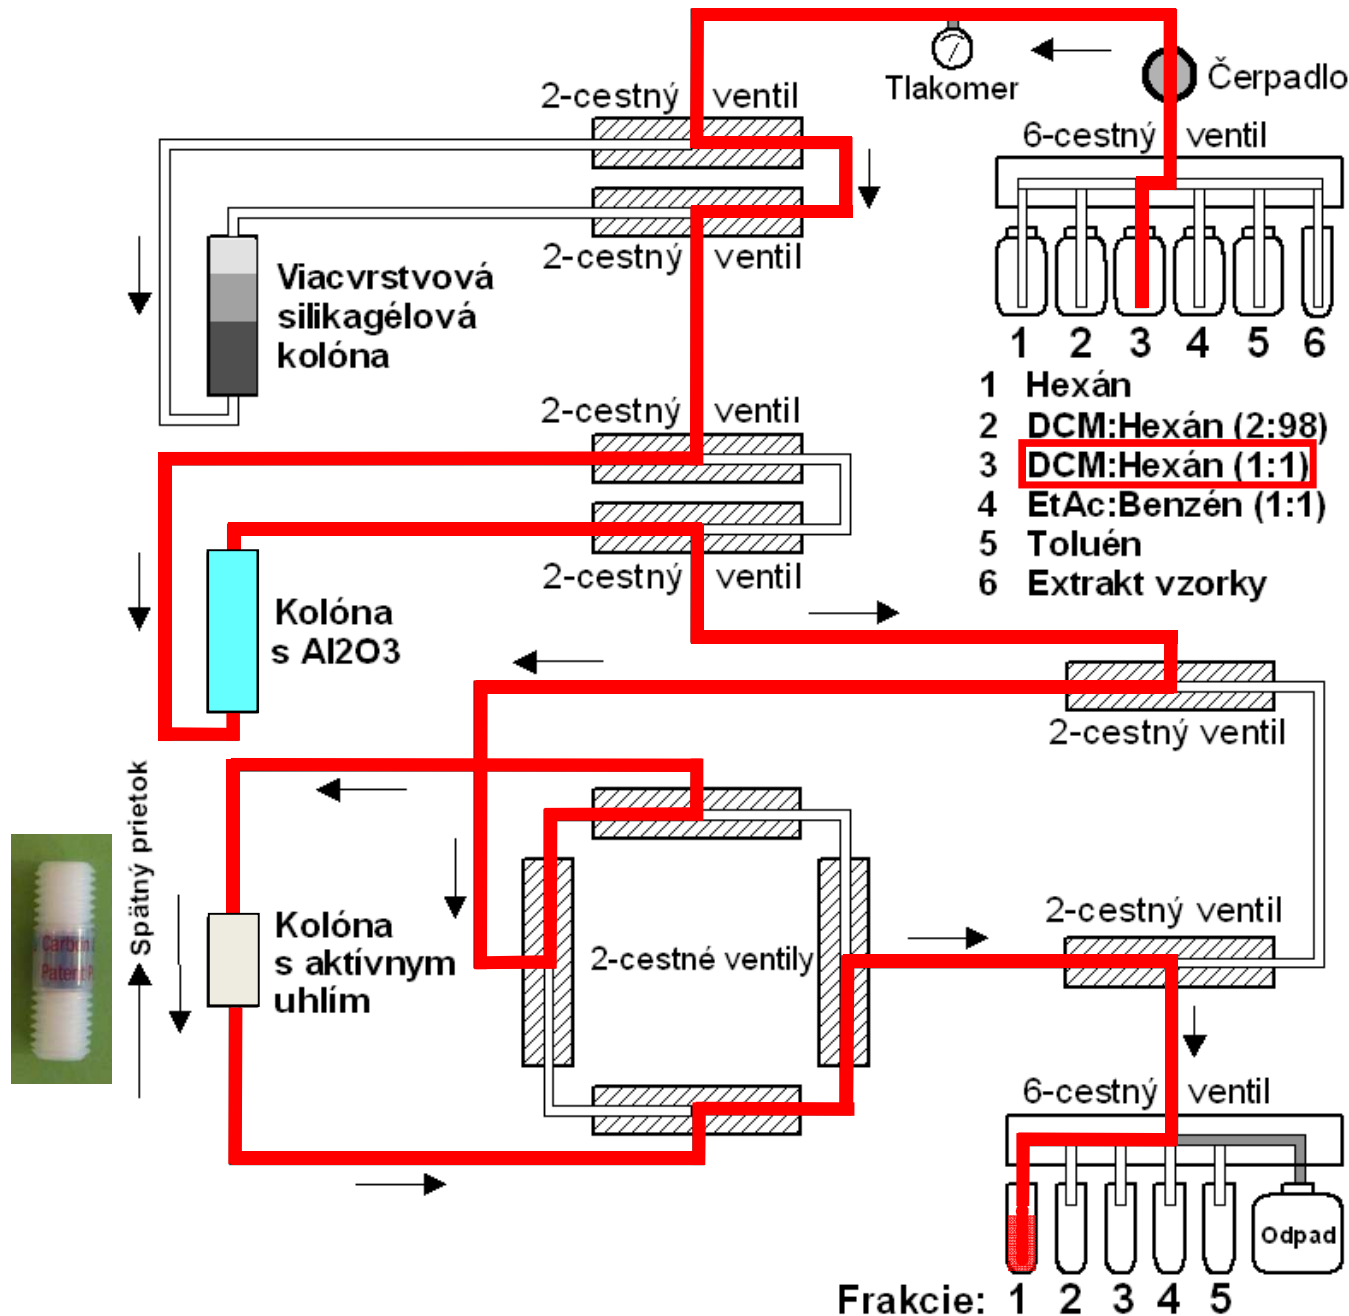 Tlakomer
Čerpadlo
2-cestný ventil
6-cestný ventil
2-cestný ventil
Viacvrstvová
silikagélová
kolóna
1 2 3 4 5 6
1 Hexán
2 DCM:Hexán (2:98)
3 DCM:Hexán (1:1)
4 EtAc:Benzén (1:1)
5 Toluén
6 Extrakt vzorky
2-cestný ventil
2-cestný ventil
Kolóna
s Al2O3
2-cestný ventil
Spätný prietok
Carbon
Patent P
Kolóna
s aktívnym
uhlím
2-cestné ventily
2-cestný ventil
6-cestný ventil
Odpad
Frakcie: 1 2 3 4 5